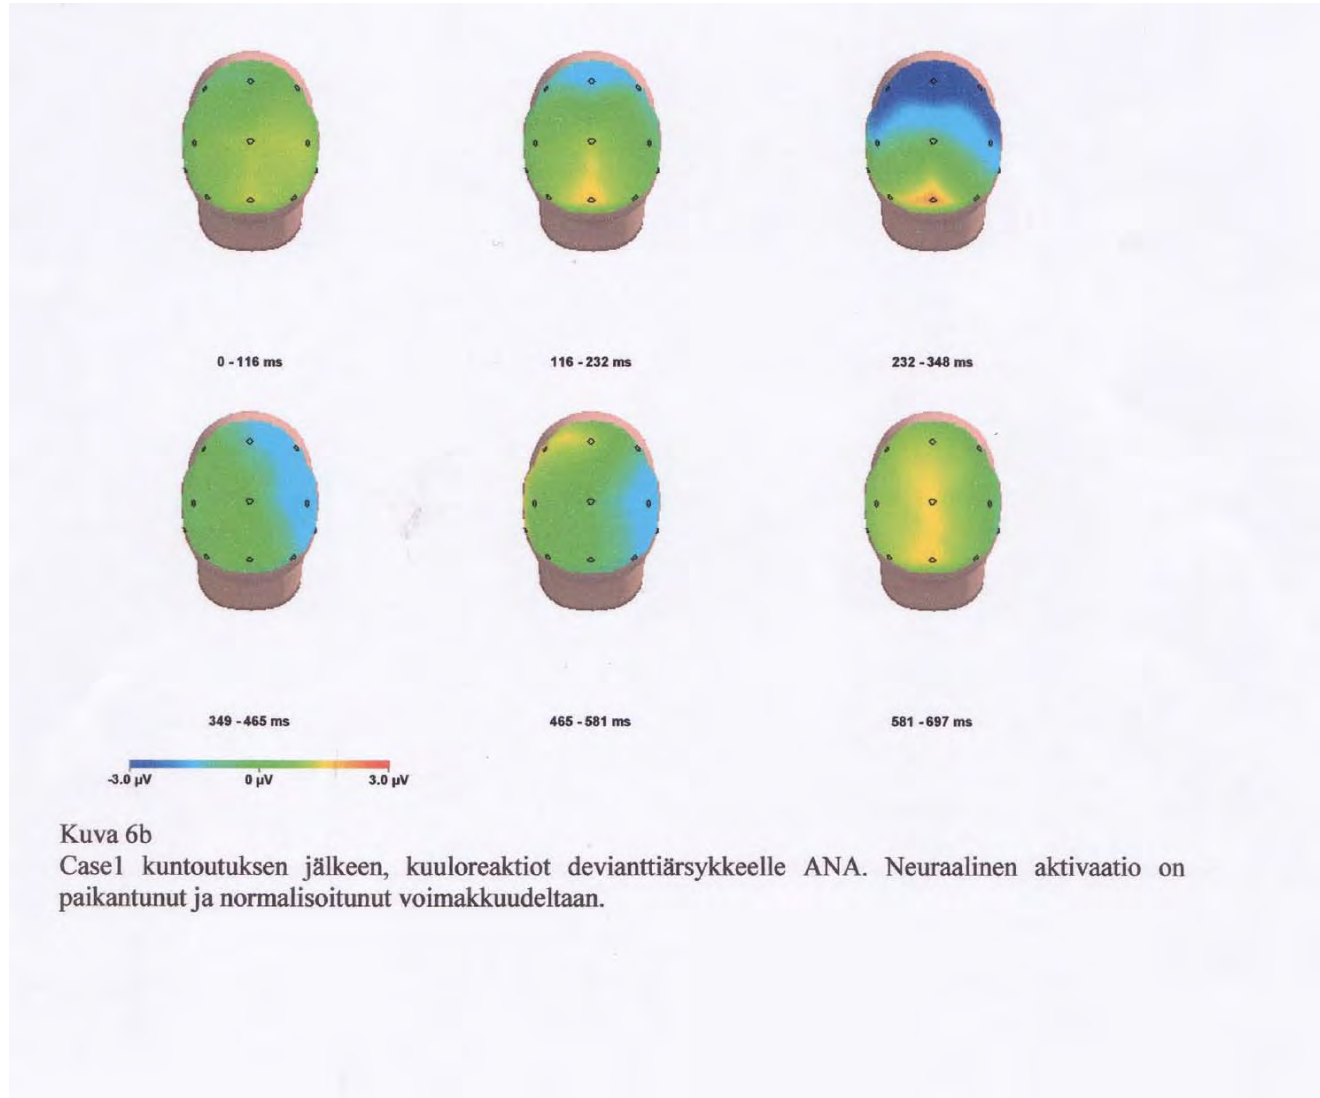 0 - 116 ms
116 - 232 ms
232 - 348 ms
349 - 465 ms
465 - 581 ms
581 - 697 ms
-3.0 µV 0 µV 3.0 µV
Kuva 6b
Case1 kuntoutuksen jälkeen, kuuloreaktiot devianttiärsykkeelle ANA. Neuraalinen aktivaatio on
paikantunut ja normalisoitunut voimakkuudeltaan.